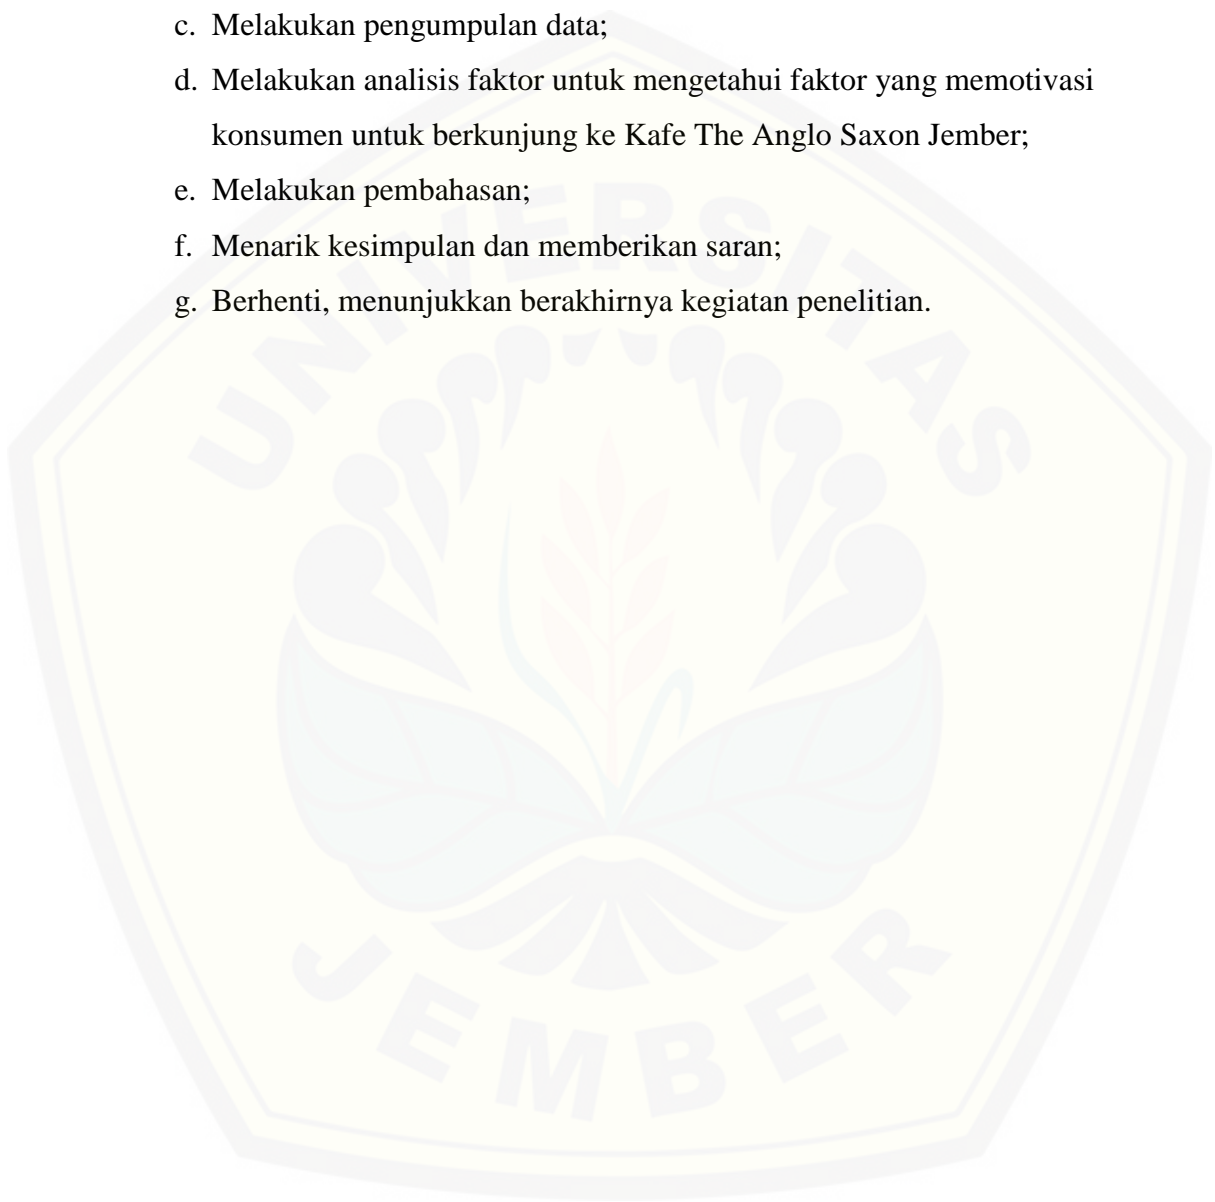 c. Melakukan pengumpulan data;
d. Melakukan analisis faktor untuk mengetahui faktor yang memotivasi
konsumen untuk berkunjung ke Kafe The Anglo Saxon Jember;
e. Melakukan pembahasan;
f. Menarik kesimpulan dan memberikan saran;
g. Berhenti, menunjukkan berakhirnya kegiatan penelitian.
UNIVERSITAS
JEMBER